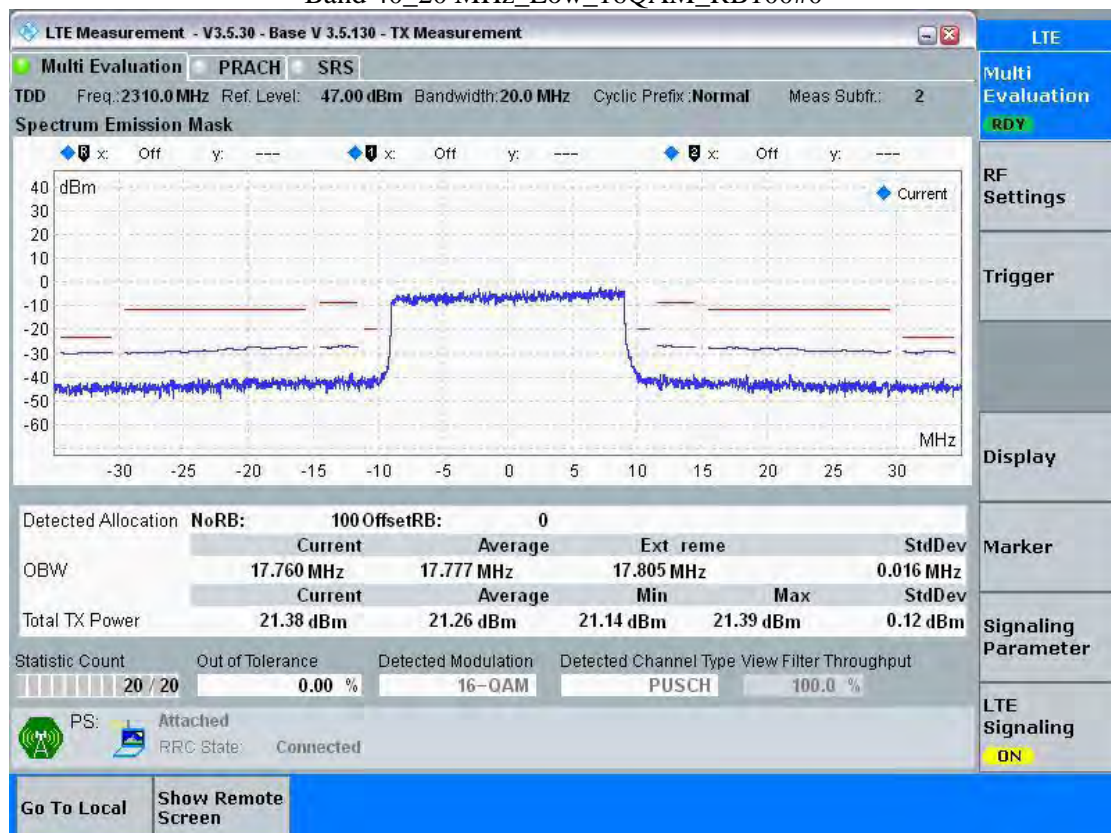 Band 40_20 MHz_Low_16QAM_RB100#0
LTE Measurement - V3.5.30 - Base V 3.5.130 - TX Measurement
LTE
Multi Evaluation PRACH SRS
Multi Evaluation
RDY
TDD Freq.:2310.0 MHz Ref. Level: 47.00 dBm Bandwidth:20.0 MHz Cyclic Prefix :Normal Meas Subfr.: 2
Spectrum Emission Mask
R x: Off y: --- 1 x: Off y: --- 2 x: Off y: ---
RF
Settings
40 dBm
Current
30
20
10
0
-10
-20
-30
-40
-50
-60
MHz
-30 -25 -20 -15 -10 -5 0 5 10 15 20 25 30
Trigger
Display
Detected Allocation NoRB: 100 OffsetRB: 0
Current Average Ext reme StdDev
OBW 17.760 MHz 17.777 MHz 17.805 MHz 0.016 MHz
Current Average Min Max StdDev
Total TX Power 21.38 dBm 21.26 dBm 21.14 dBm 21.39 dBm 0.12 dBm
Marker
Signaling
Parameter
Statistic Count Out of Tolerance Detected Modulation Detected Channel Type View Filter Throughput
20 / 20 0.00 % 16-QAM PUSCH 100.0 %
PS: Attached
RRC State: Connected
LTE
Signaling
ON
Go To Local
Show Remote
Screen